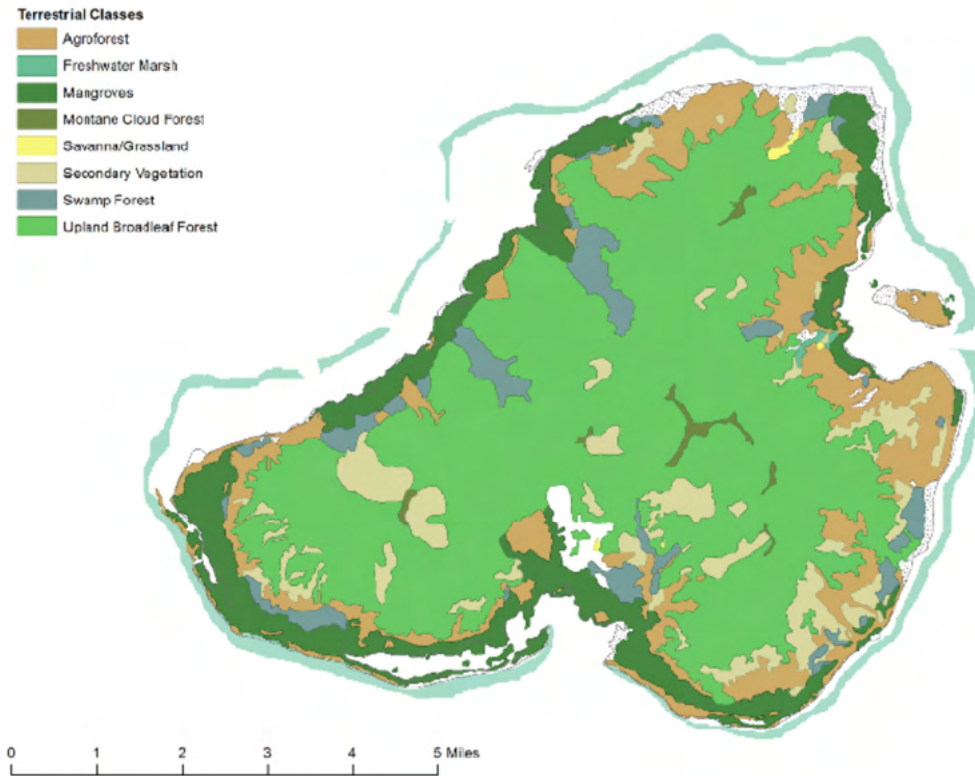 Terrestrial Classes
Agroforest
Freshwater Marsh
Mangroves
Montane Cloud Forest
Savanna/Grassland
Secondary Vegetation
Swamp Forest
Upland Broadleaf Forest
0 1 2 3 4 5 Miles